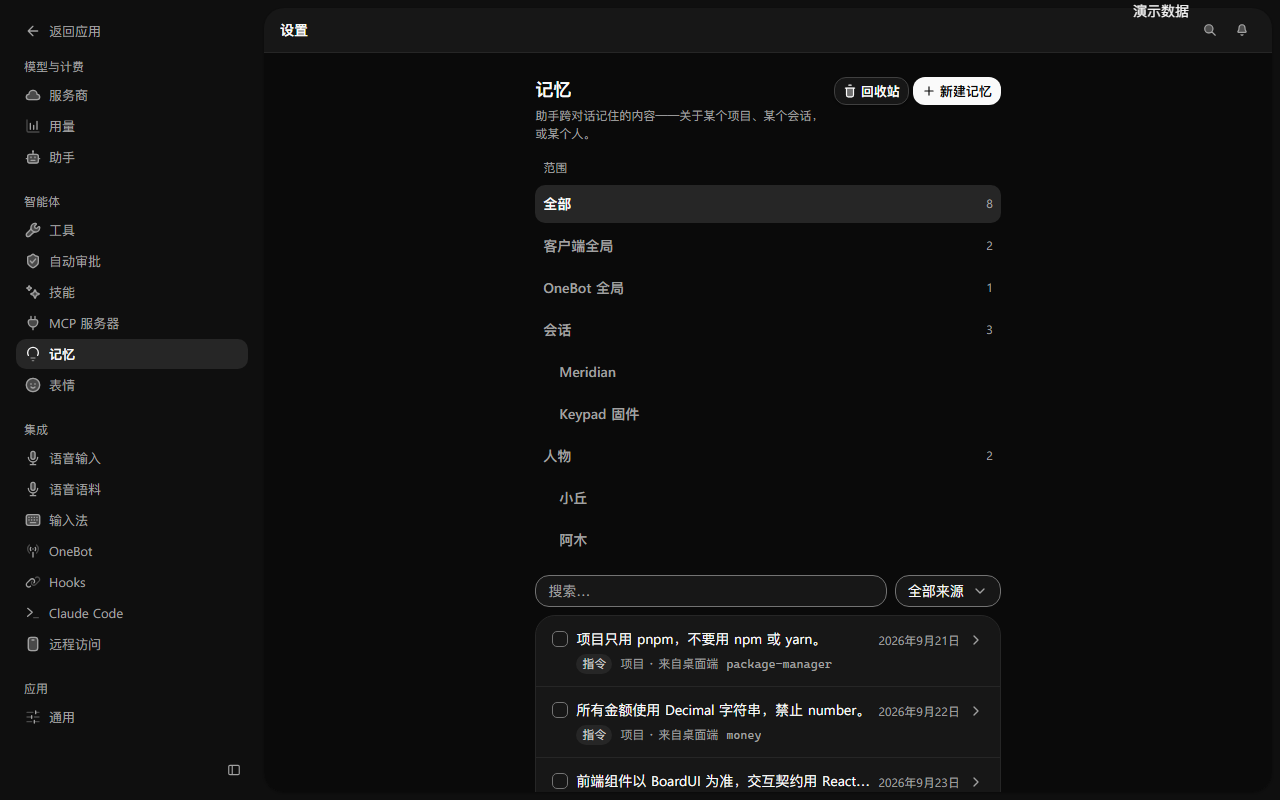 返回应用
模型与计费
服务商
用量
助手
智能体
工具
自动审批
技能
MCP 服务器
记忆
表情
集成
语音输入
语音语料
输入法
OneBot
Hooks
Claude Code
远程访问
应用
通用
设置
演示数据
记忆
回收站
新建记忆
助手跨对话记住的内容——关于某个项目、某个会话，
或某个人。
范围
全部 8
客户端全局 2
OneBot 全局 1
会话 3
Meridian
Keypad 固件
人物 2
小丘
阿木
搜索…
全部来源
项目只用 pnpm，不要用 npm 或 yarn。 2026年9月21日
指令 项目 · 来自桌面端 package-manager
所有金额使用 Decimal 字符串，禁止 number。 2026年9月22日
指令 项目 · 来自桌面端 money
前端组件以 BoardUI 为准，交互契约用 React… 2026年9月23日